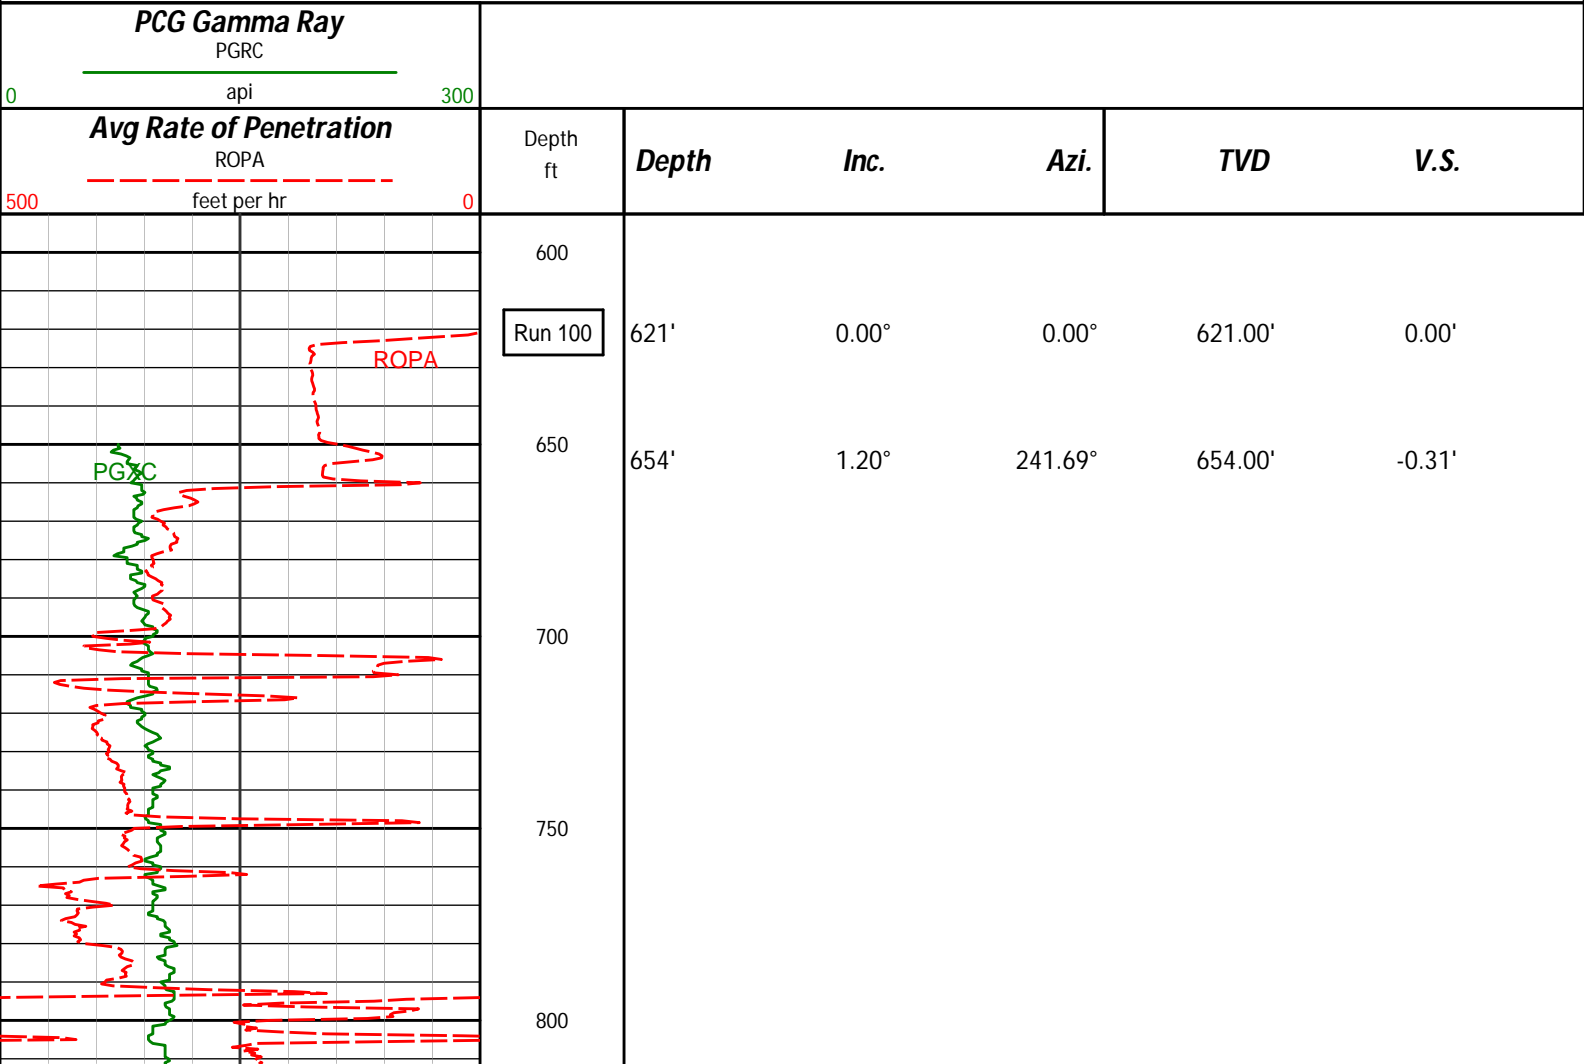 PCG Gamma Ray
PGRC
0 api 300
Avg Rate of Penetration
ROPA
500 feet per hr 0
Depth
ft
Depth Inc. Azi. TVD V.S.
600
Run 100 621' 0.00° 0.00° 621.00' 0.00'
ROPA
650
654' 1.20° 241.69° 654.00' -0.31'
PGXC
700
750
800